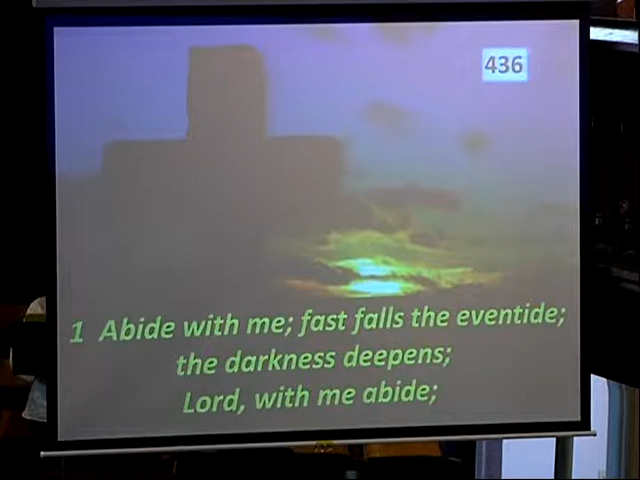 436
1 Abide with me; fast falls the eventide;
the darkness deepens;
Lord, with me abide;